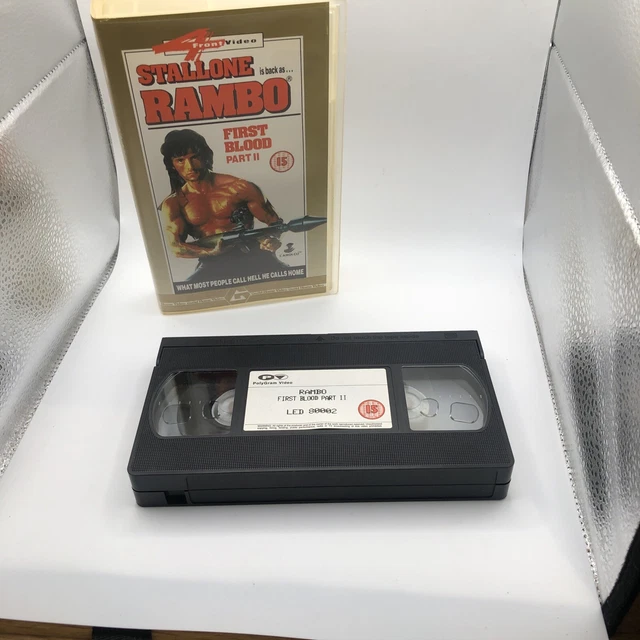 4 Front Video
STALLONE
is back as...
RAMBO®
FIRST
BLOOD
PART II
15
WHAT MOST PEOPLE CALL HELL HE CALLS HOME
PV
PolyGram Video
RAMBO
FIRST BLOOD PART II
LED 80002
15